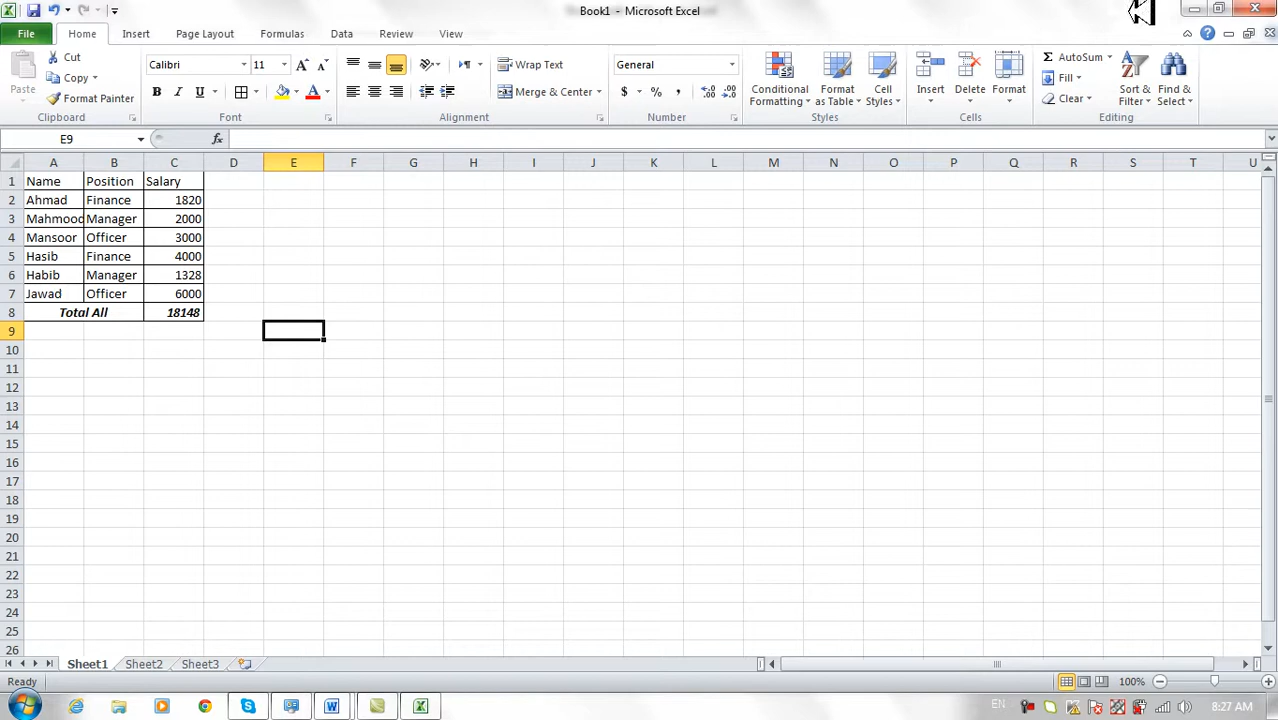 Book1 - Microsoft Excel
File Home Insert Page Layout Formulas Data Review View
Paste
Cut
Copy
Format Painter
Clipboard
Calibri 11
B I U A
Font
Wrap Text
Merge & Center
Alignment
General
$ % ,
Number
Conditional Formatting
Format as Table
Cell Styles
Styles
Insert Delete Format
Cells
Σ AutoSum
Fill
Clear
Sort & Filter
Find & Select
Editing
E9 fx
A B C D E F G H I J K L M N O P Q R S T U
1 Name Position Salary
2 Ahmad Finance 1820
3 Mahmood Manager 2000
4 Mansoor Officer 3000
5 Hasib Finance 4000
6 Habib Manager 1328
7 Jawad Officer 6000
8 Total All 18148
9
10
11
12
13
14
15
16
17
18
19
20
21
22
23
24
25
26
Sheet1 Sheet2 Sheet3
Ready 100%
EN 8:27 AM